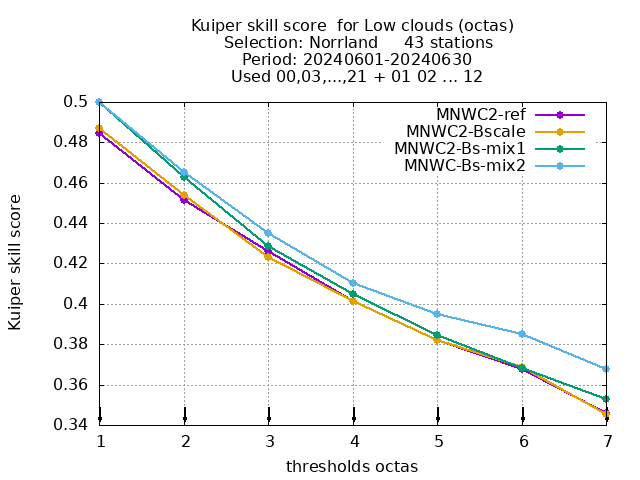 Kuiper skill score  for Low clouds (octas)
Selection: Norrland     43 stations
Period: 20240601-20240630
Used 00,03,...,21 + 01 02 ... 12
MNWC2-ref
MNWC2-Bscale
MNWC2-Bs-mix1
MNWC-Bs-mix2
Kuiper skill score
0.5
0.48
0.46
0.44
0.42
0.4
0.38
0.36
0.34
1 2 3 4 5 6 7
thresholds octas